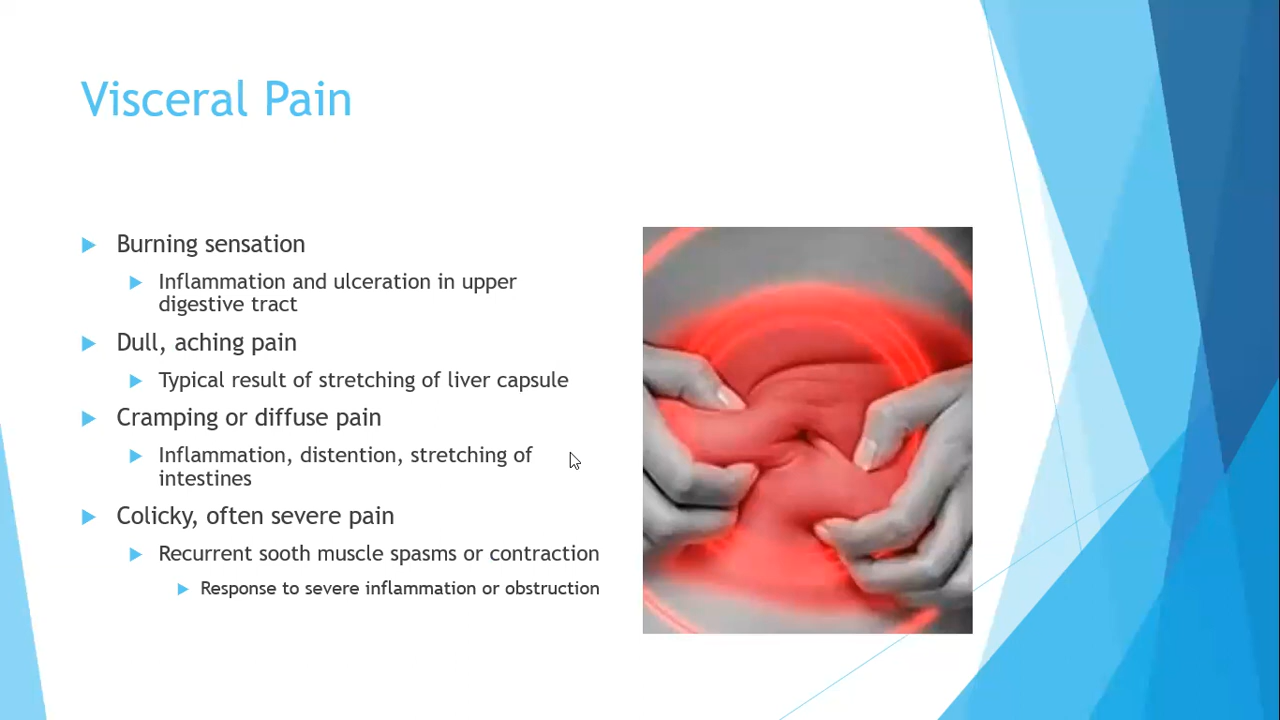 Visceral Pain
Burning sensation
Inflammation and ulceration in upper
digestive tract
Dull, aching pain
Typical result of stretching of liver capsule
Cramping or diffuse pain
Inflammation, distention, stretching of
intestines
Colicky, often severe pain
Recurrent sooth muscle spasms or contraction
Response to severe inflammation or obstruction